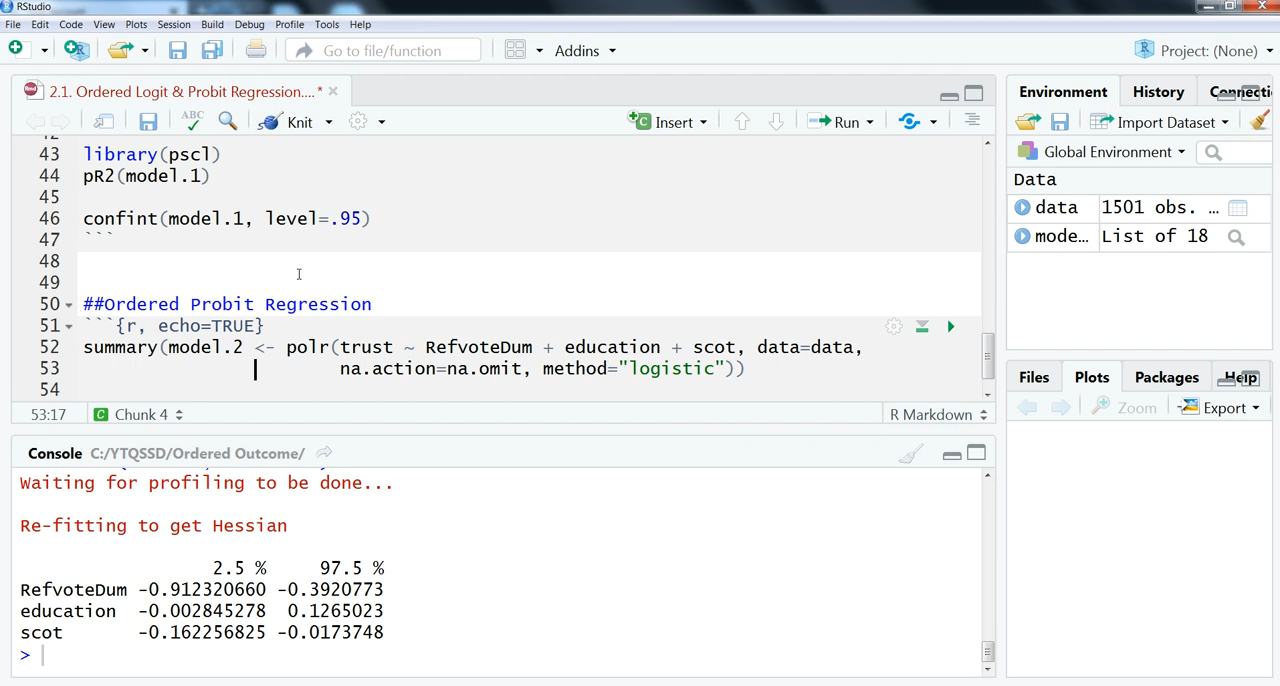 RStudio
File Edit Code View Plots Session Build Debug Profile Tools Help
Go to file/function Addins Project: (None)
2.1. Ordered Logit & Probit Regression....*
ABC Knit Insert Run
43 library(pscl)
44 pR2(model.1)
45
46 confint(model.1, level=.95)
47 ```
48
49
50 ##Ordered Probit Regression
51 ```{r, echo=TRUE}
52 summary(model.2 <- polr(trust ~ RefvoteDum + education + scot, data=data,
53 na.action=na.omit, method="logistic"))
54
53:17 Chunk 4 R Markdown
Console C:/YTQSSD/Ordered Outcome/
Waiting for profiling to be done...
Re-fitting to get Hessian
2.5 % 97.5 %
RefvoteDum -0.912320660 -0.3920773
education -0.002845278 0.1265023
scot -0.162256825 -0.0173748
>
Environment History Connecti
Import Dataset
Global Environment
Data
data 1501 obs. ...
mode... List of 18
Files Plots Packages Help
Zoom Export